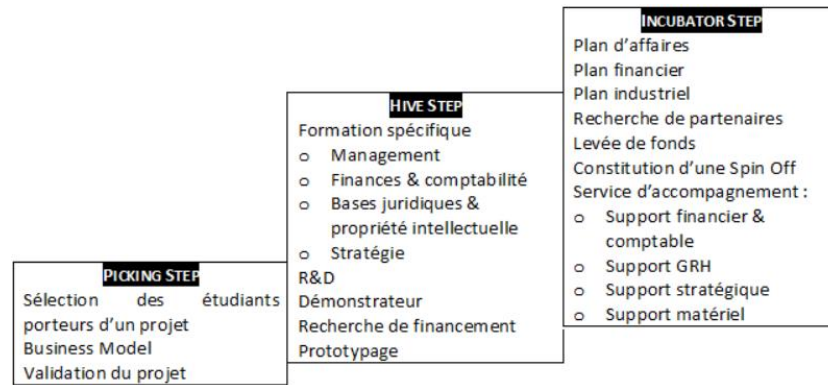 PICKING STEP
Sélection des étudiants
porteurs d'un projet
Business Model
Validation du projet
HIVE STEP
Formation spécifique
o Management
o Finances & comptabilité
o Bases juridiques &
propriété intellectuelle
o Stratégie
R&D
Démonstrateur
Recherche de financement
Prototypage
INCUBATOR STEP
Plan d'affaires
Plan financier
Plan industriel
Recherche de partenaires
Levée de fonds
Constitution d'une Spin Off
Service d'accompagnement :
o Support financier &
comptable
o Support GRH
o Support stratégique
o Support matériel